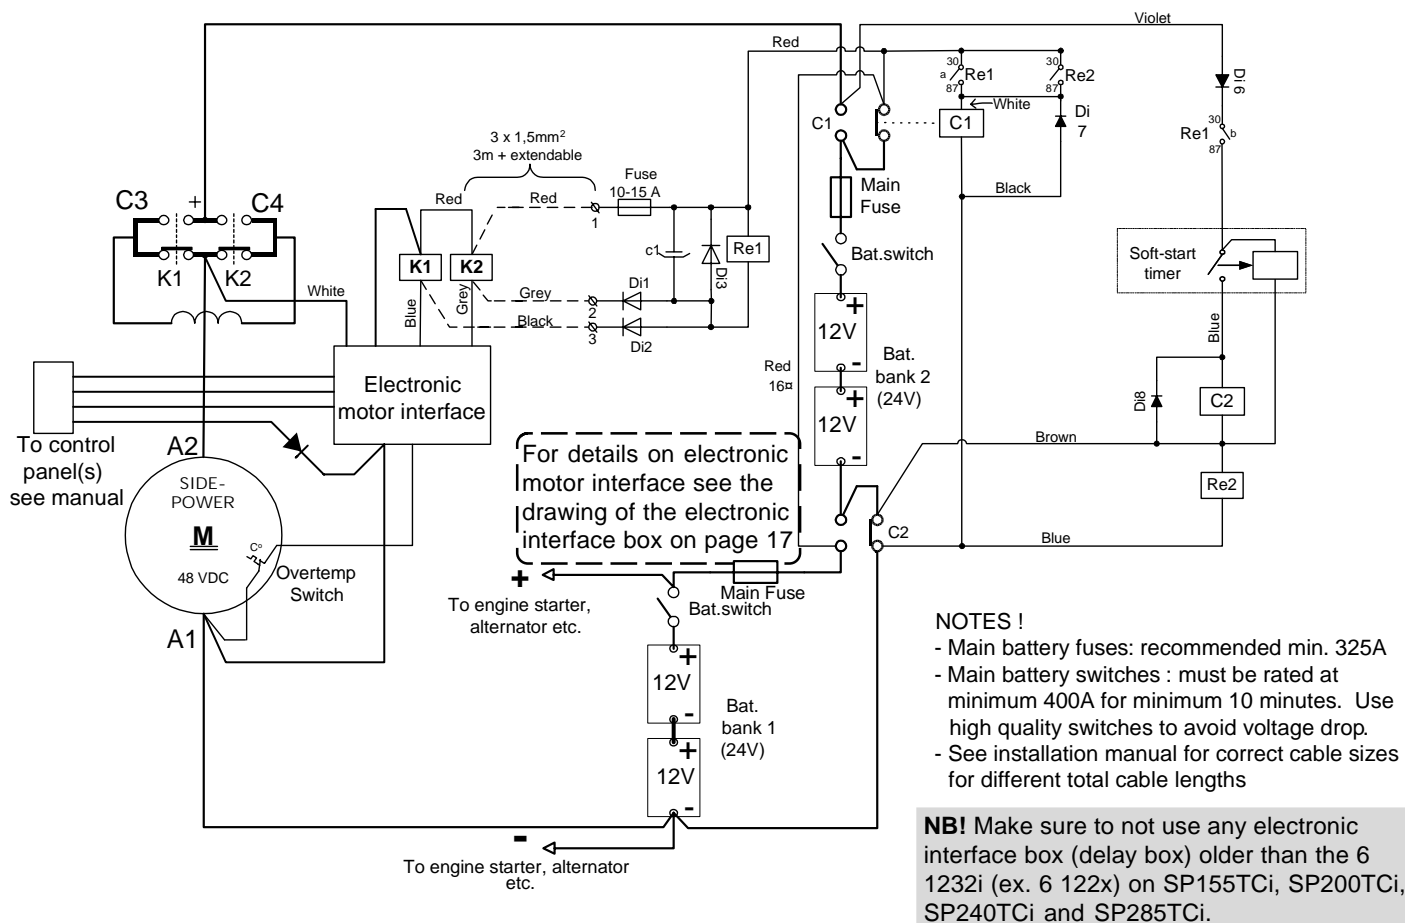 Violet
Red
30
a
Re1
87
White
30
Re2
87
Di
7
Di 6
30
Re1
b
87
C1
C1
3 x 1,5mm²
3m + extendable
Fuse
10-15 A
Main
Fuse
Black
Red
Red
1
C3
+
C4
K1
K2
K1
K2
c1
Di3
Re1
Bat.switch
Soft-start
timer
White
Blue
Grey
Grey
2
Di1
Black
3
Di2
+
12V
-
Bat.
bank 2
(24V)
+
12V
-
Red
16¤
Blue
Di8
C2
Electronic
motor interface
To control
panel(s)
see manual
A2
SIDE-
POWER
M
48 VDC
C°
Overtemp
Switch
A1
For details on electronic
motor interface see the
drawing of the electronic
interface box on page 17
Brown
Re2
C2
Blue
+
To engine starter,
alternator etc.
Main Fuse
Bat.switch
+
12V
-
Bat.
bank 1
(24V)
+
12V
-
-
To engine starter, alternator
etc.
NOTES !
- Main battery fuses: recommended min. 325A
- Main battery switches : must be rated at
minimum 400A for minimum 10 minutes. Use
high quality switches to avoid voltage drop.
- See installation manual for correct cable sizes
for different total cable lengths
NB! Make sure to not use any electronic
interface box (delay box) older than the 6
1232i (ex. 6 122x) on SP155TCi, SP200TCi,
SP240TCi and SP285TCi.